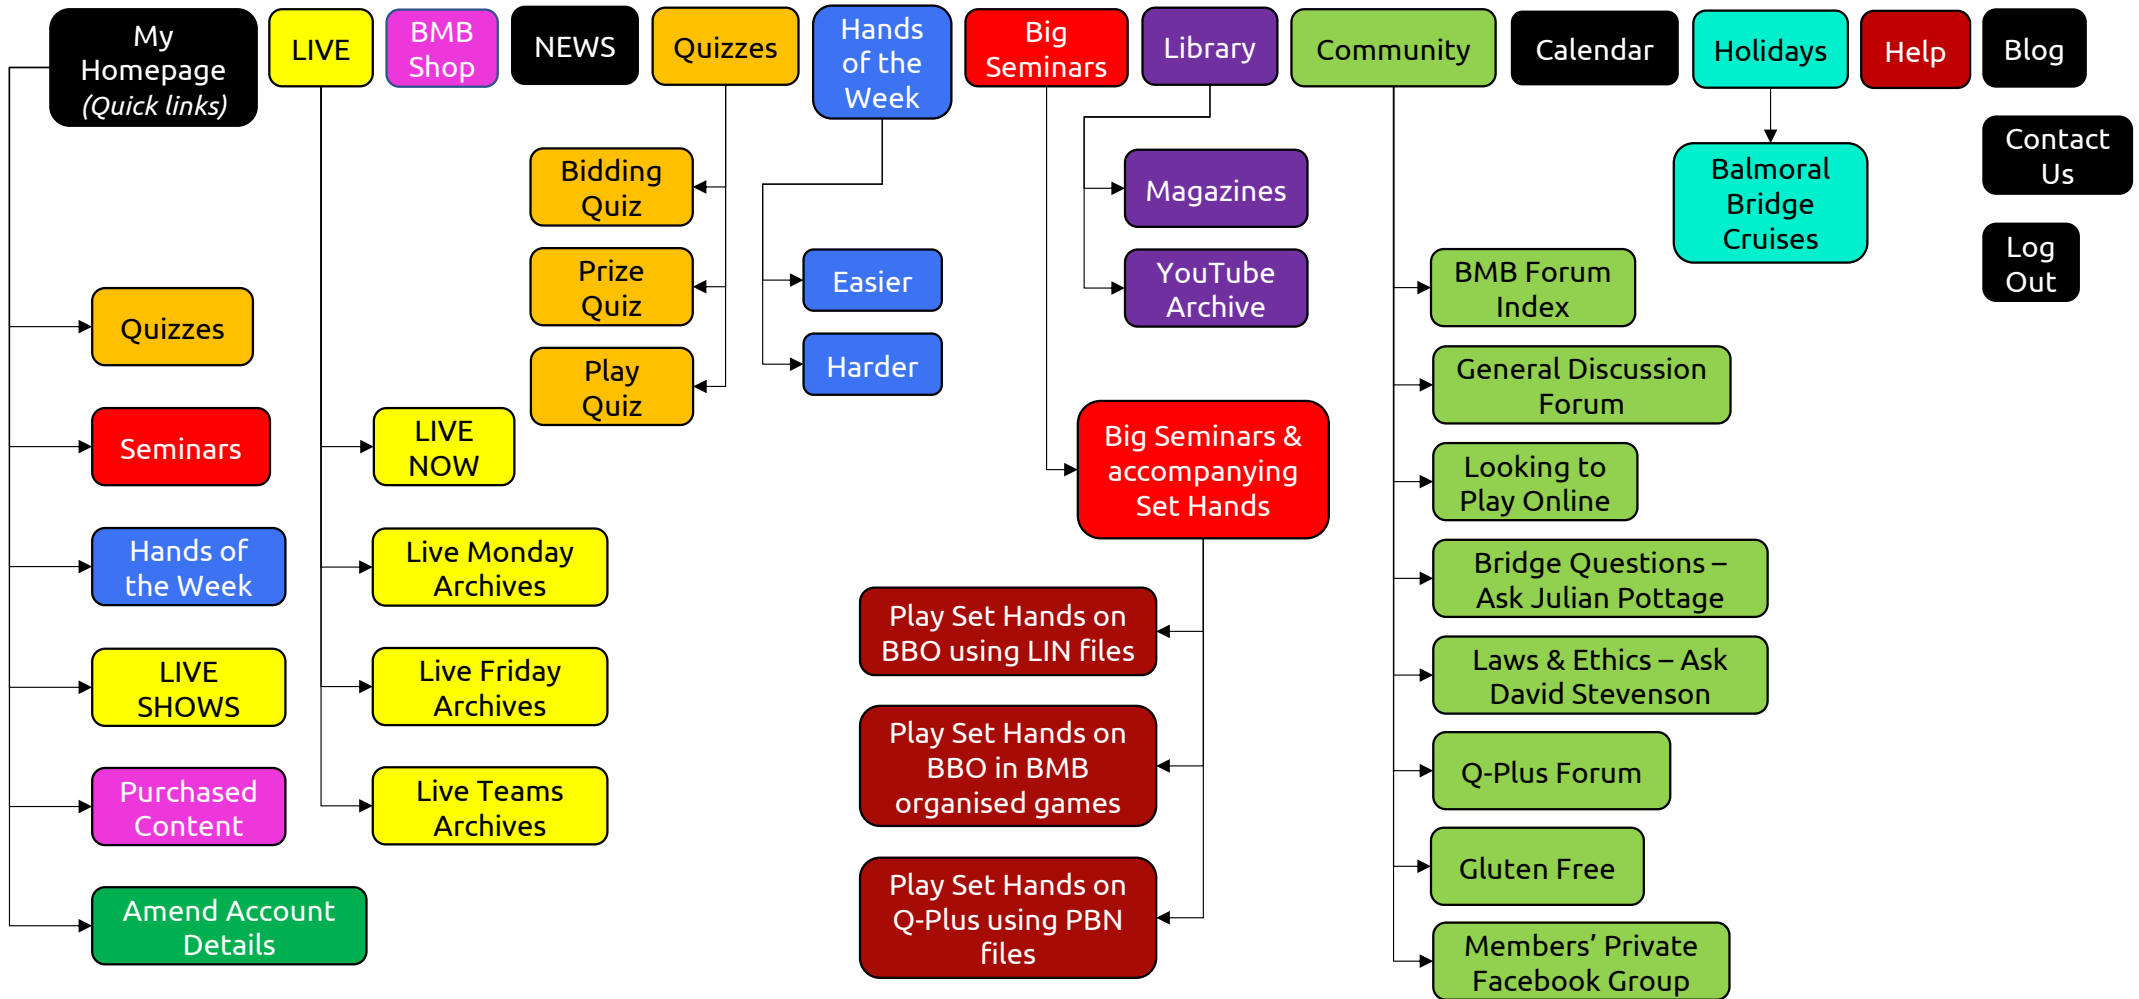 My
Homepage
(Quick links)
LIVE
BMB
Shop
NEWS
Quizzes
Hands
of the
Week
Big
Seminars
Library
Community
Calendar
Holidays
Help
Blog
Contact
Us
Log
Out
Quizzes
Seminars
Hands of
the Week
LIVE
SHOWS
Purchased
Content
Amend Account
Details
LIVE
NOW
Live Monday
Archives
Live Friday
Archives
Live Teams
Archives
Bidding
Quiz
Prize
Quiz
Play
Quiz
Easier
Harder
Big Seminars &
accompanying
Set Hands
Play Set Hands on
BBO using LIN files
Play Set Hands on
BBO in BMB
organised games
Play Set Hands on
Q-Plus using PBN
files
Magazines
YouTube
Archive
BMB Forum
Index
General Discussion
Forum
Looking to
Play Online
Bridge Questions –
Ask Julian Pottage
Laws & Ethics – Ask
David Stevenson
Q-Plus Forum
Gluten Free
Members’ Private
Facebook Group
Balmoral
Bridge
Cruises